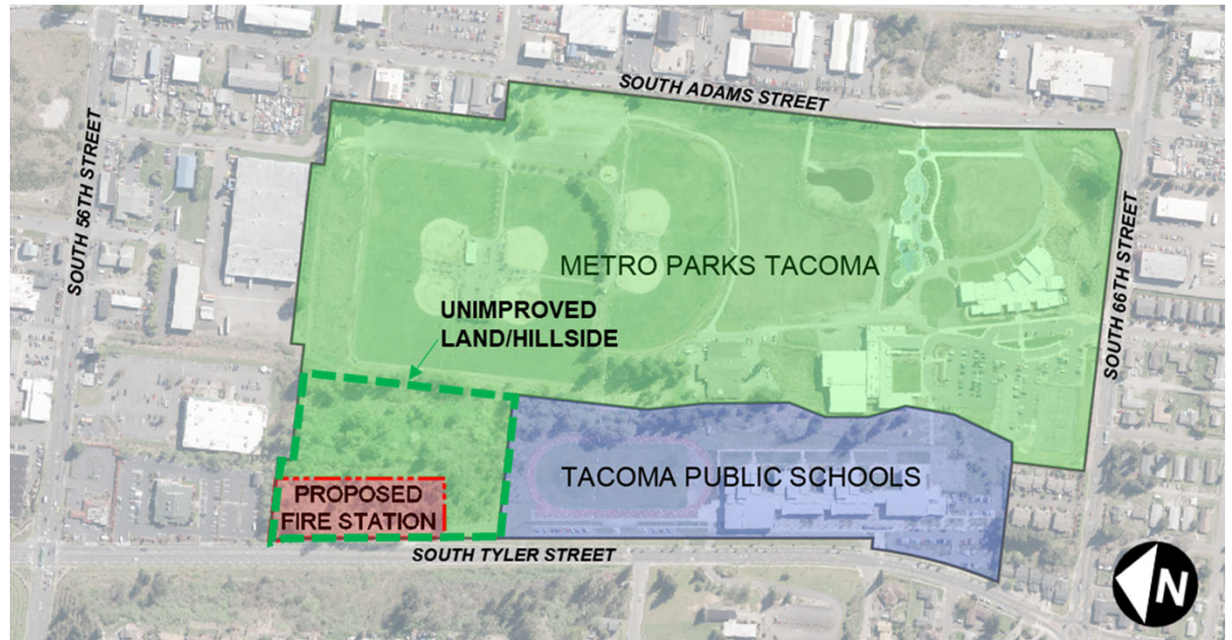 SOUTH ADAMS STREET
SOUTH 56TH STREET
SOUTH 66TH STREET
METRO PARKS TACOMA
UNIMPROVED
LAND/HILLSIDE
TACOMA PUBLIC SCHOOLS
PROPOSED
FIRE STATION
SOUTH TYLER STREET
N